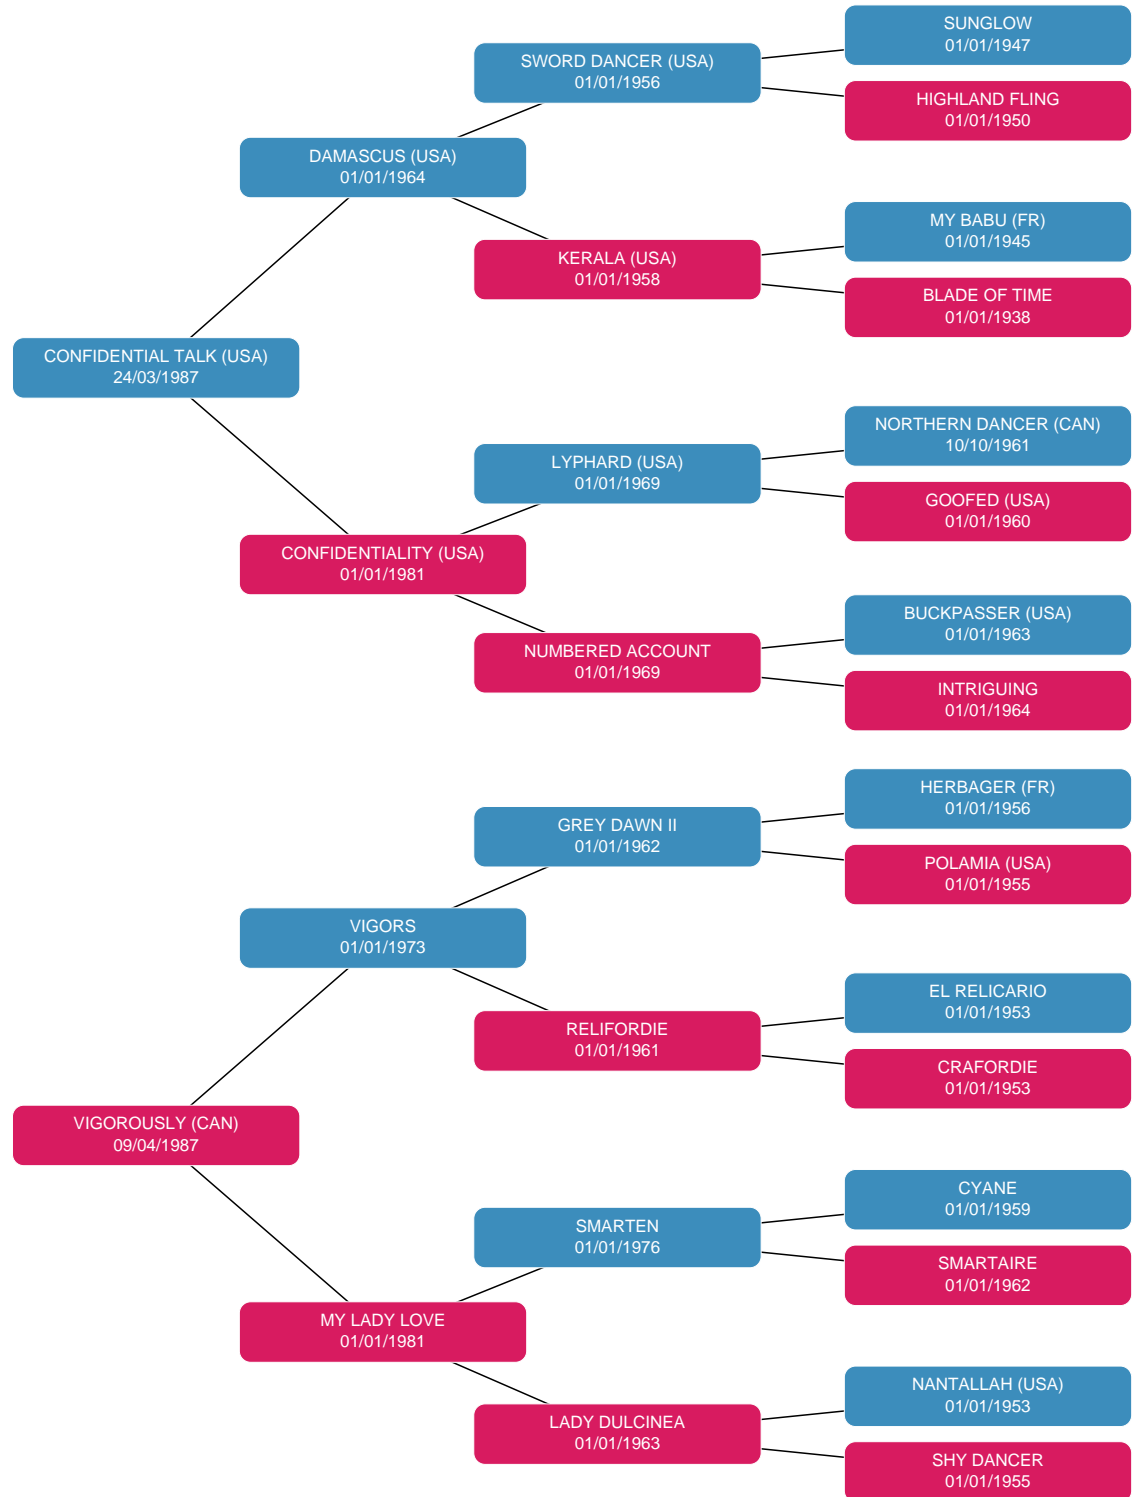 SUNGLOW
01/01/1947
SWORD DANCER (USA)
01/01/1956
HIGHLAND FLING
01/01/1950
DAMASCUS (USA)
01/01/1964
MY BABU (FR)
01/01/1945
KERALA (USA)
01/01/1958
BLADE OF TIME
01/01/1938
CONFIDENTIAL TALK (USA)
24/03/1987
NORTHERN DANCER (CAN)
10/10/1961
LYPHARD (USA)
01/01/1969
GOOFED (USA)
01/01/1960
CONFIDENTIALITY (USA)
01/01/1981
BUCKPASSER (USA)
01/01/1963
NUMBERED ACCOUNT
01/01/1969
INTRIGUING
01/01/1964
HERBAGER (FR)
01/01/1956
GREY DAWN II
01/01/1962
POLAMIA (USA)
01/01/1955
VIGORS
01/01/1973
EL RELICARIO
01/01/1953
RELIFORDIE
01/01/1961
CRAFORDIE
01/01/1953
VIGOROUSLY (CAN)
09/04/1987
CYANE
01/01/1959
SMARTEN
01/01/1976
SMARTAIRE
01/01/1962
MY LADY LOVE
01/01/1981
NANTALLAH (USA)
01/01/1953
LADY DULCINEA
01/01/1963
SHY DANCER
01/01/1955